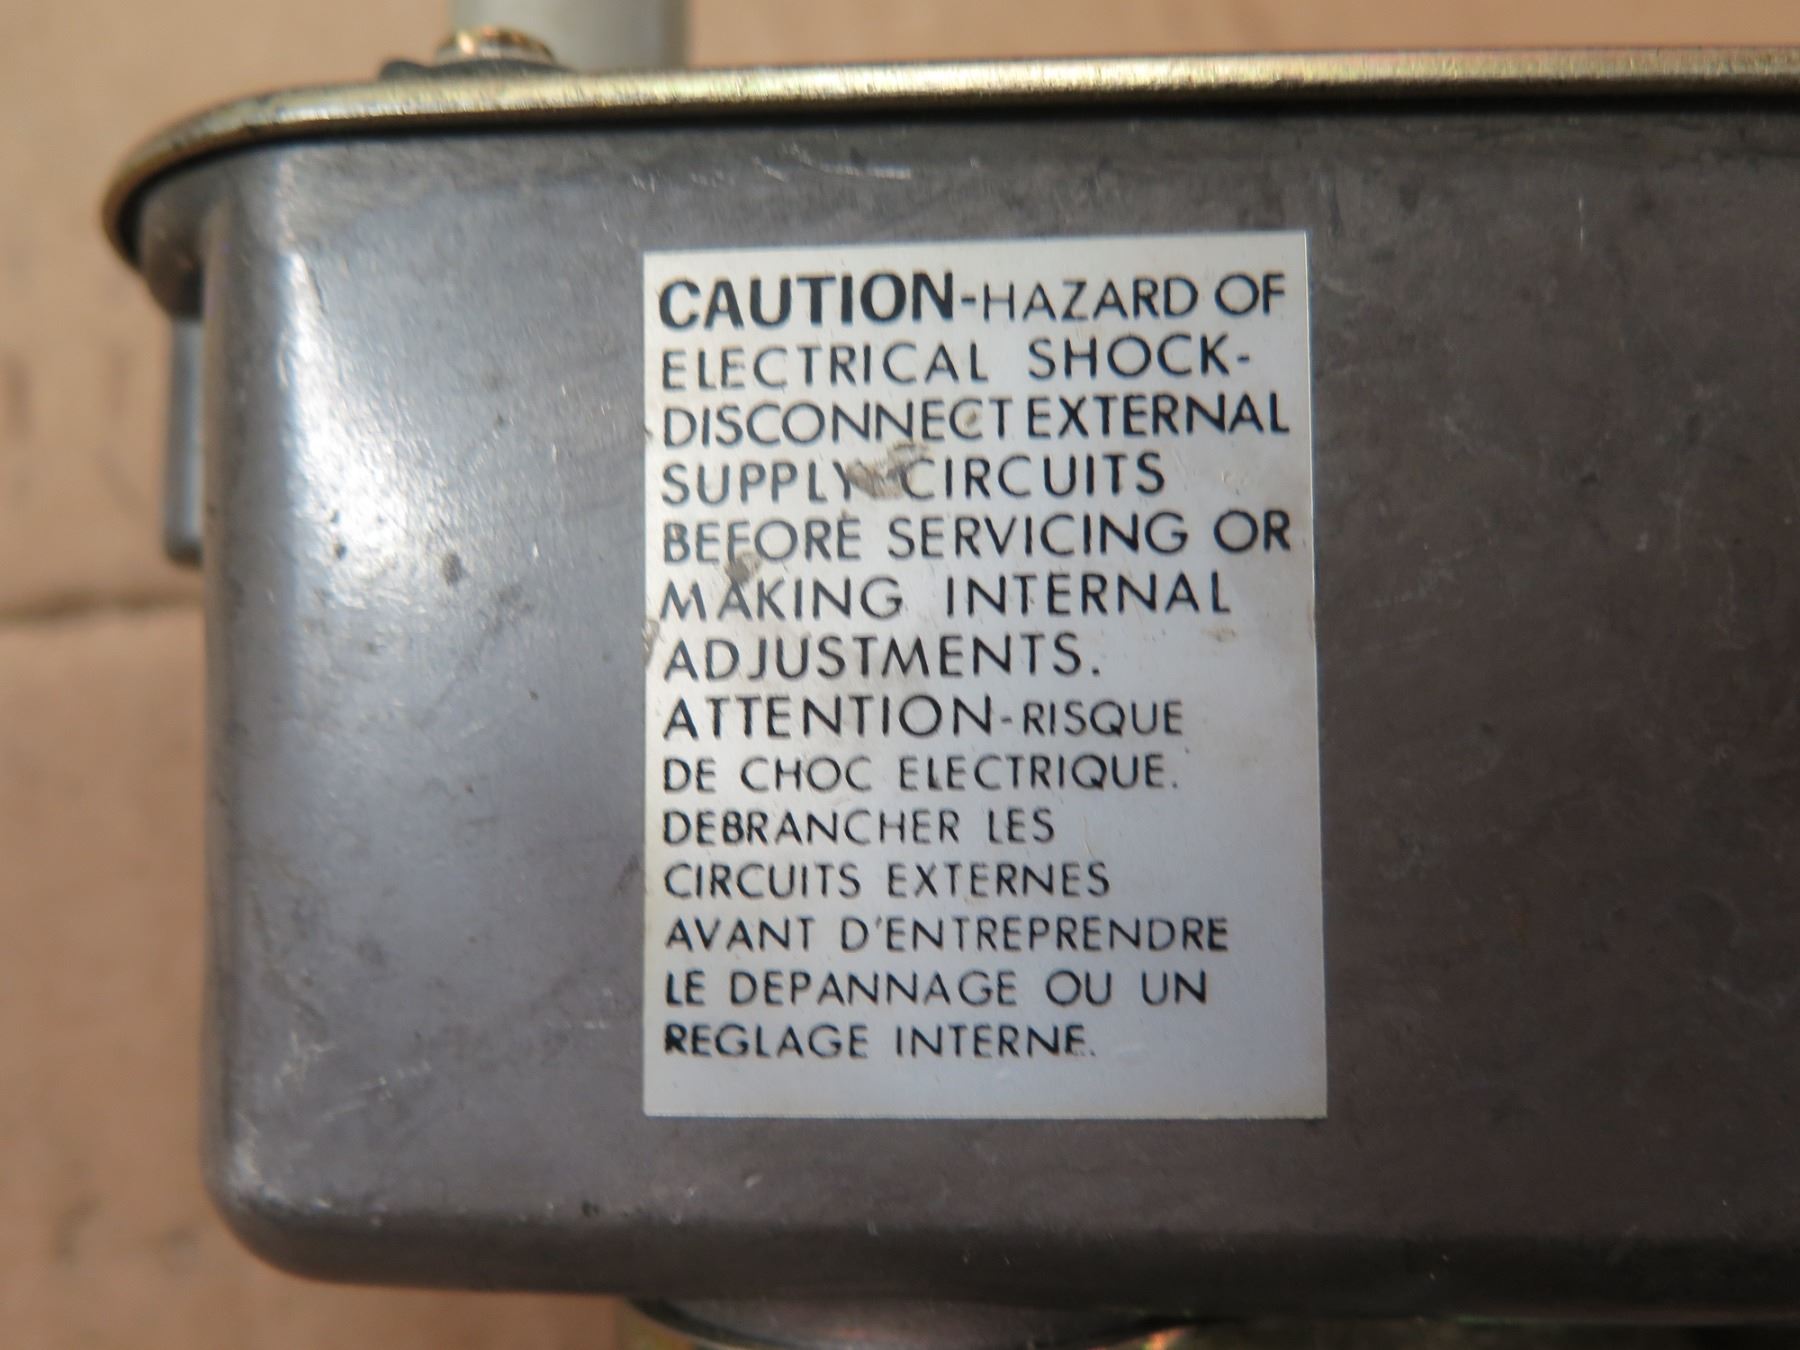 CAUTION-HAZARD OF
ELECTRICAL SHOCK-
DISCONNECT EXTERNAL
SUPPLY CIRCUITS
BEFORE SERVICING OR
MAKING INTERNAL
ADJUSTMENTS.
ATTENTION-RISQUE
DE CHOC ELECTRIQUE.
DEBRANCHER LES
CIRCUITS EXTERNES
AVANT D'ENTREPRENDRE
LE DEPANNAGE OU UN
REGLAGE INTERNE.